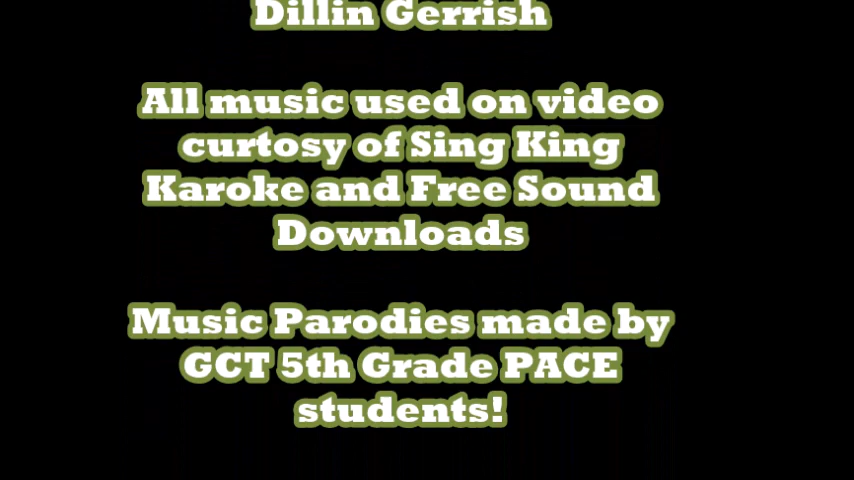 Dillin Gerrish
All music used on video
curtosy of Sing King
Karoke and Free Sound
Downloads
Music Parodies made by
GCT 5th Grade PACE
students!